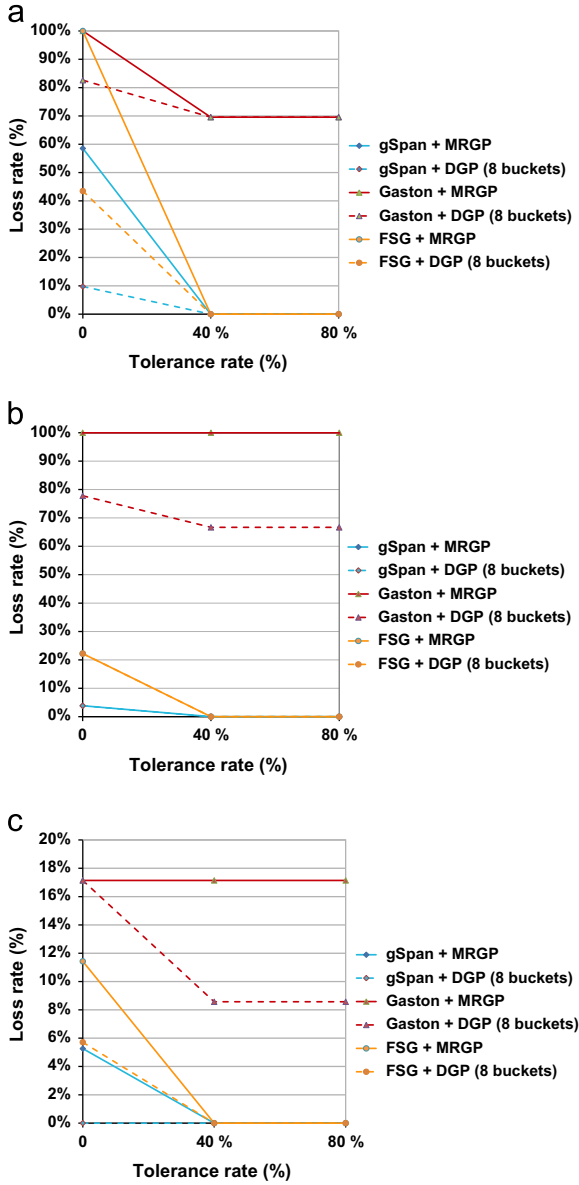 a
100%
90%
80%
70%
60%
50%
40%
30%
20%
10%
0%
Loss rate (%)
0 40 % 80 %
Tolerance rate (%)
gSpan + MRGP
gSpan + DGP (8 buckets)
Gaston + MRGP
Gaston + DGP (8 buckets)
FSG + MRGP
FSG + DGP (8 buckets)
b
100%
90%
80%
70%
60%
50%
40%
30%
20%
10%
0%
Loss rate (%)
0 40 % 80 %
Tolerance rate (%)
gSpan + MRGP
gSpan + DGP (8 buckets)
Gaston + MRGP
Gaston + DGP (8 buckets)
FSG + MRGP
FSG + DGP (8 buckets)
c
20%
18%
16%
14%
12%
10%
8%
6%
4%
2%
0%
Loss rate (%)
0 40 % 80 %
Tolerance rate (%)
gSpan + MRGP
gSpan + DGP (8 buckets)
Gaston + MRGP
Gaston + DGP (8 buckets)
FSG + MRGP
FSG + DGP (8 buckets)